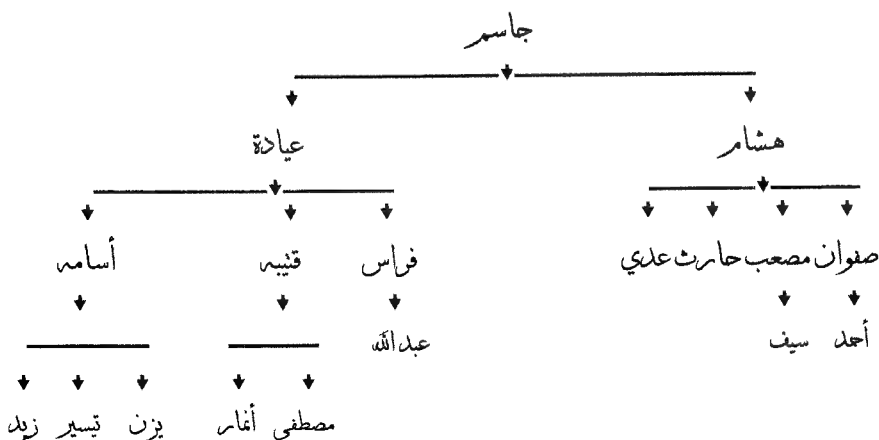 جاسم
هشام عيادة
صفوان مصعب حارث عدي فراس قتيبه أسامه
أحمد سيف عبدالله
مصطفى أنمار يزن تيسير زيد